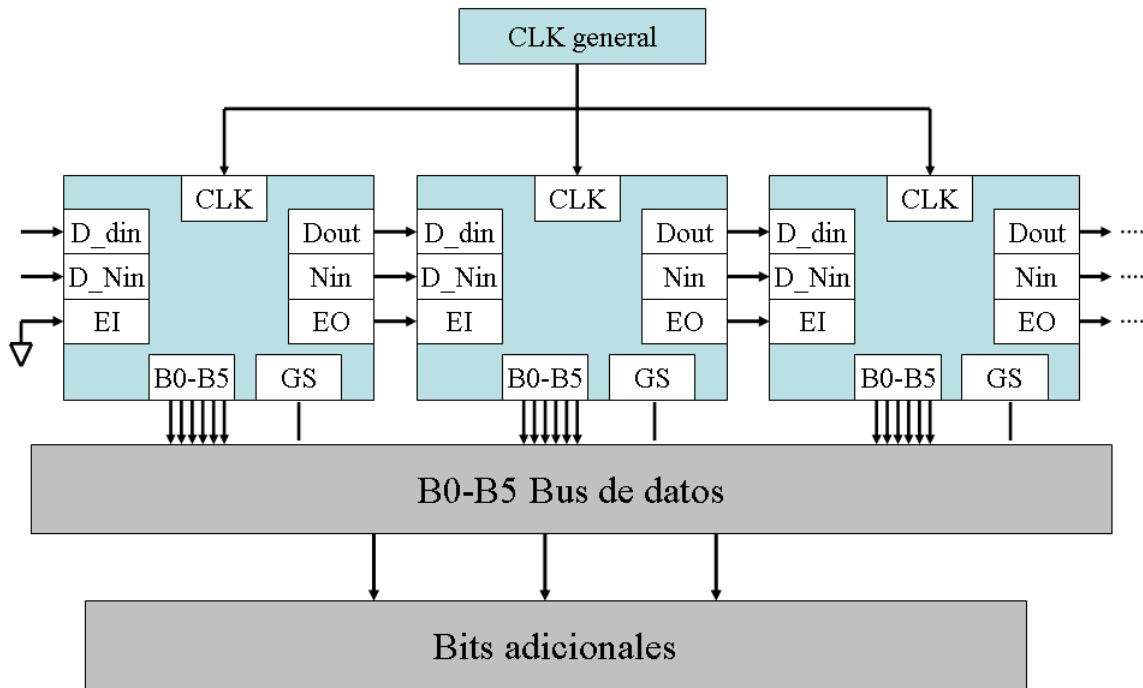 CLK general
CLK
D_din
D_Nin
EI
Dout
Nin
EO
B0-B5
GS
CLK
D_din
D_Nin
EI
Dout
Nin
EO
B0-B5
GS
CLK
D_din
D_Nin
EI
Dout
Nin
EO
B0-B5
GS
B0-B5 Bus de datos
Bits adicionales